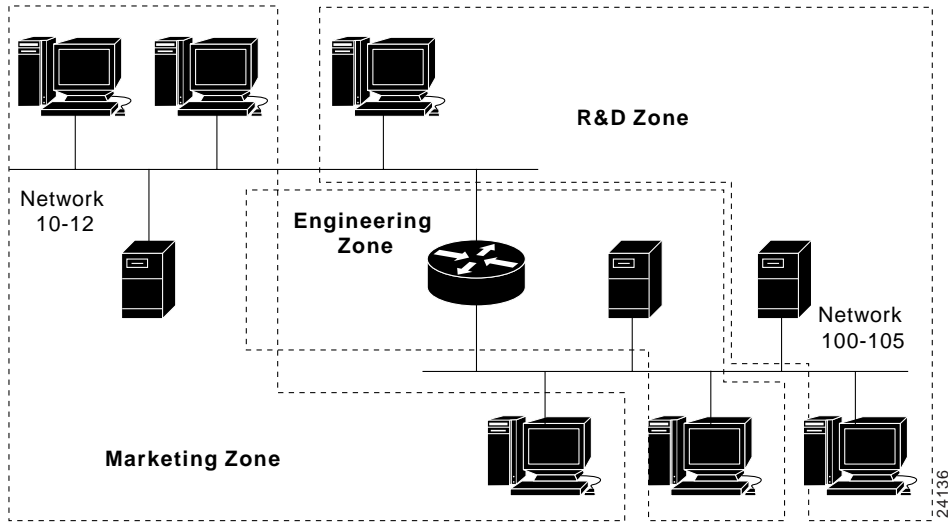 R&D Zone
Network
10-12
Engineering
Zone
Network
100-105
Marketing Zone
24136